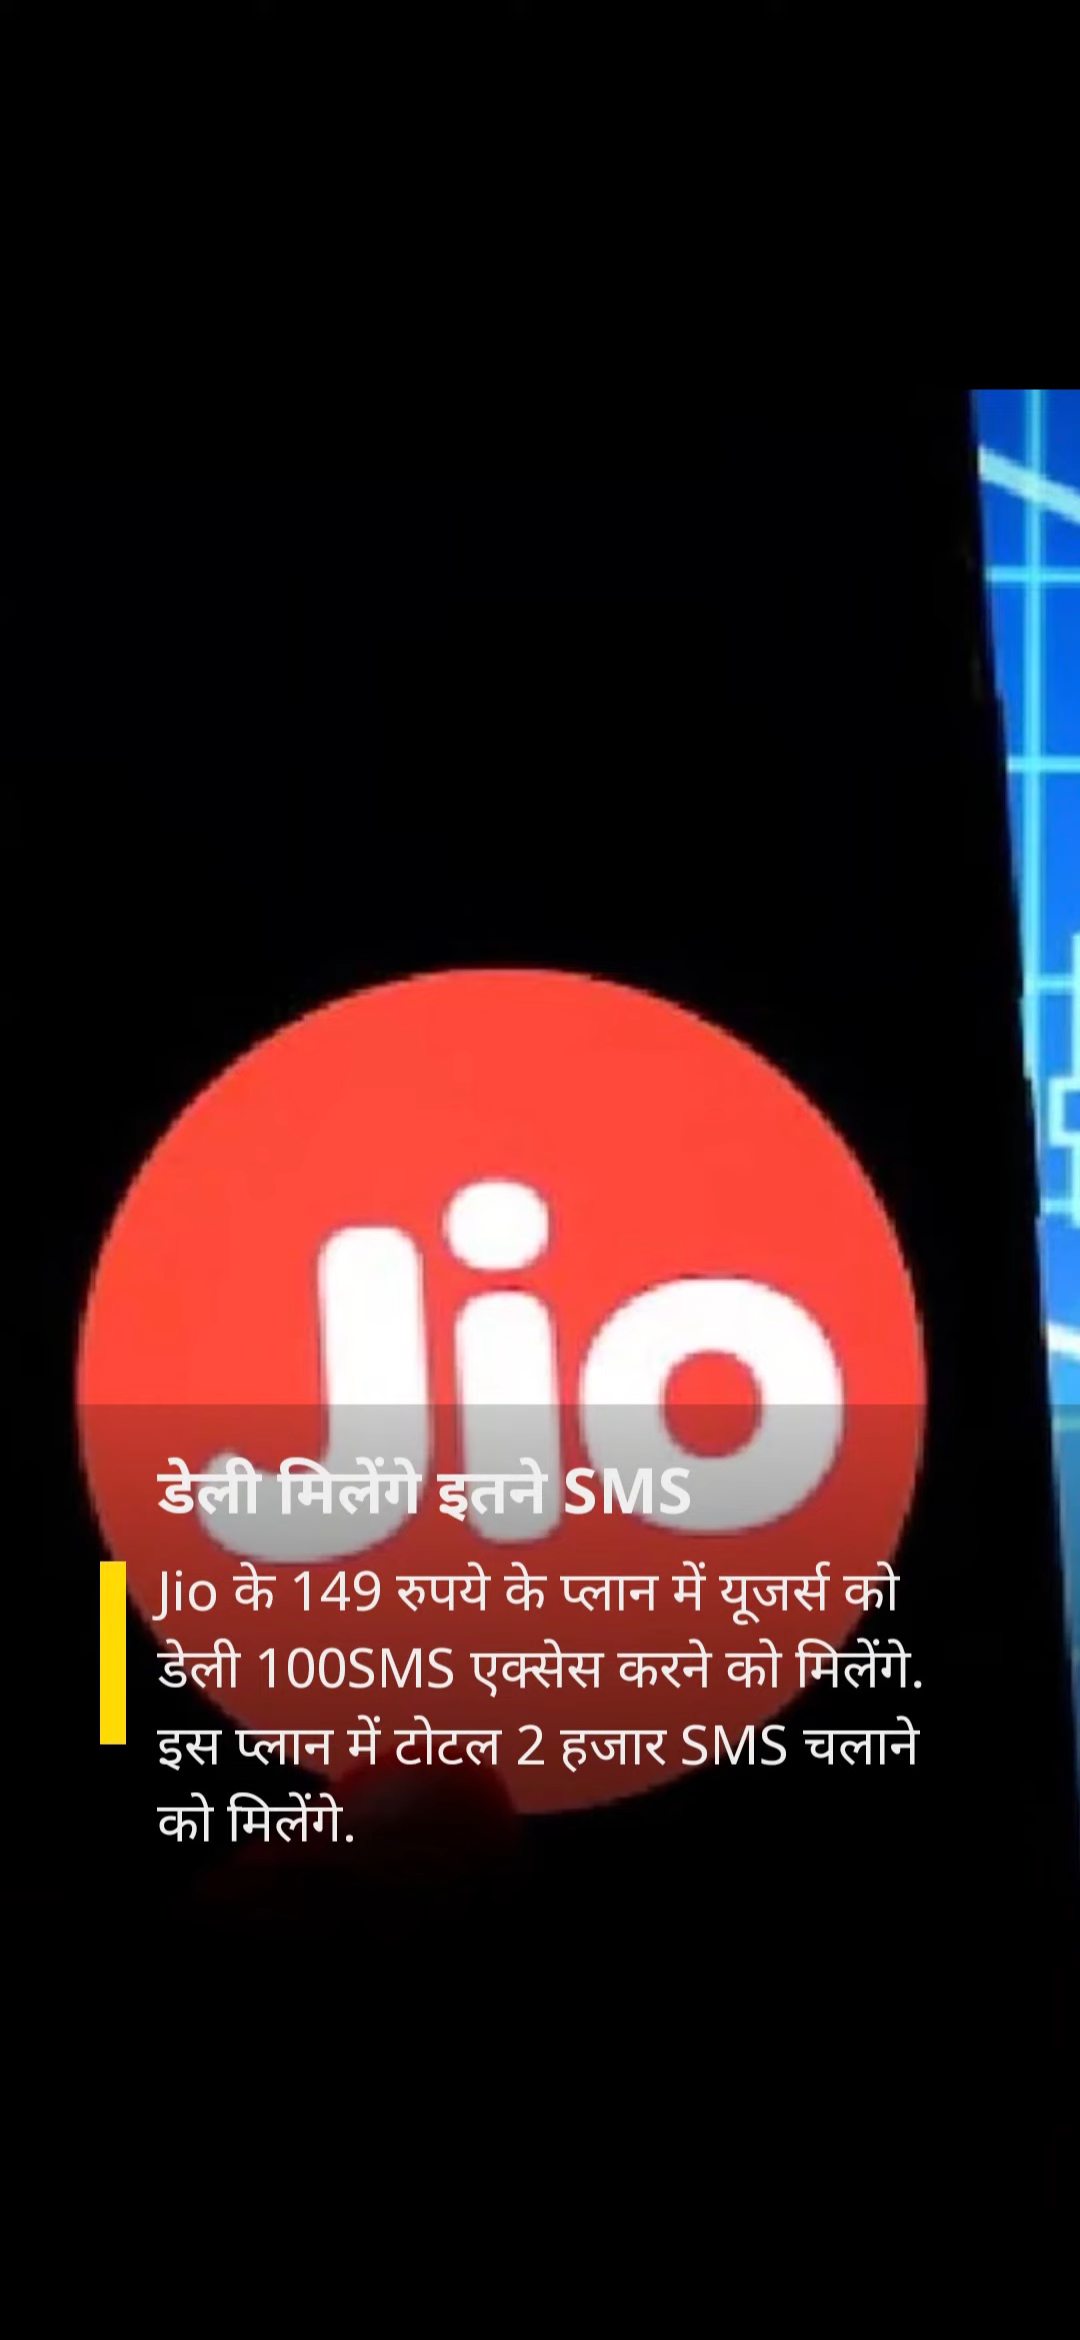 Jio
डेली मिलेंगे इतने SMS
Jio के 149 रुपये के प्लान में यूजर्स को
डेली 100SMS एक्सेस करने को मिलेंगे.
इस प्लान में टोटल 2 हजार SMS चलाने
को मिलेंगे.